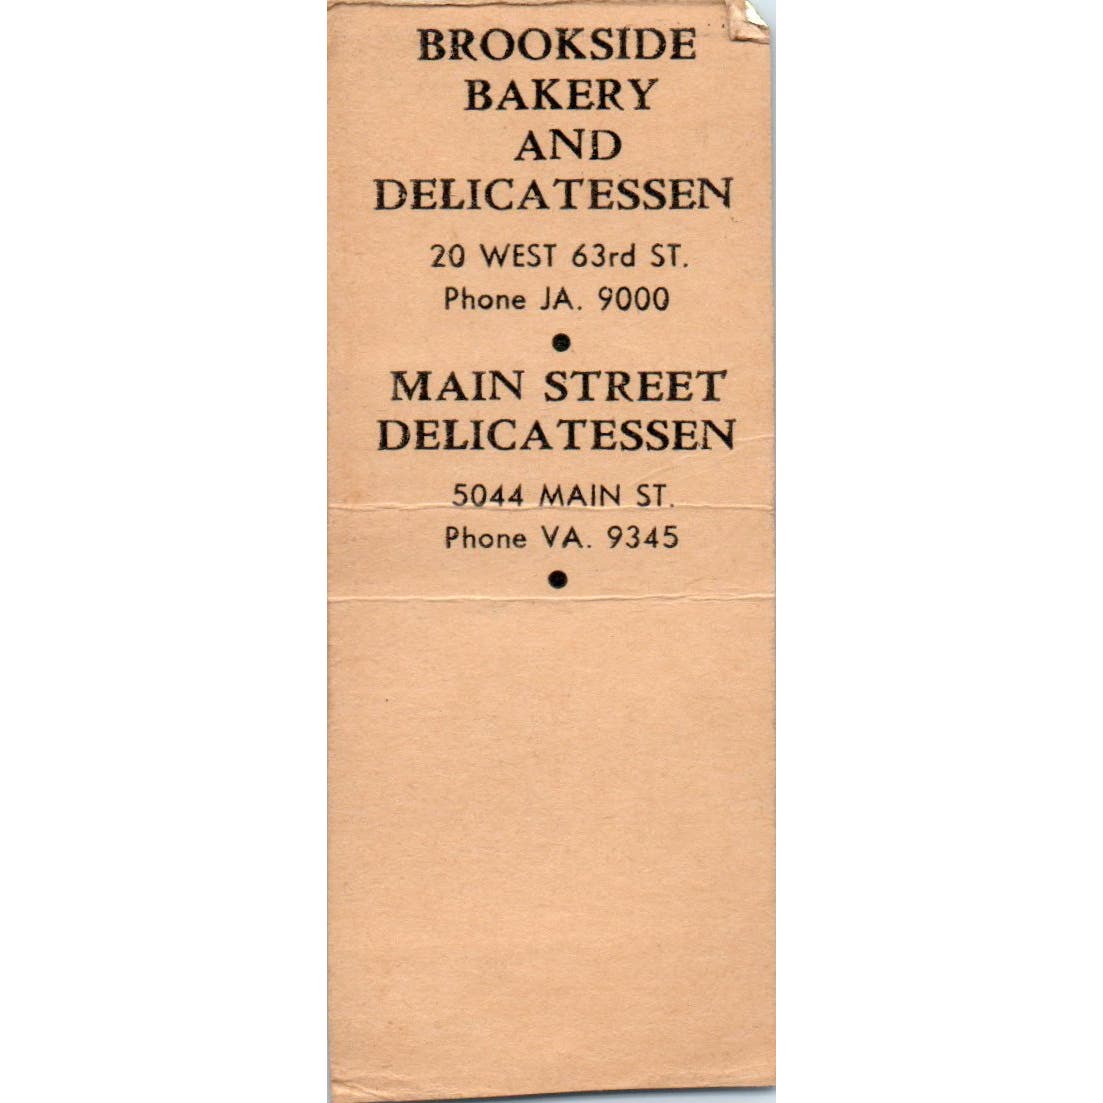 BROOKSIDE
BAKERY
AND
DELICATESSEN
20 WEST 63rd ST.
Phone JA. 9000
●
MAIN STREET
DELICATESSEN
5044 MAIN ST.
Phone VA. 9345
●